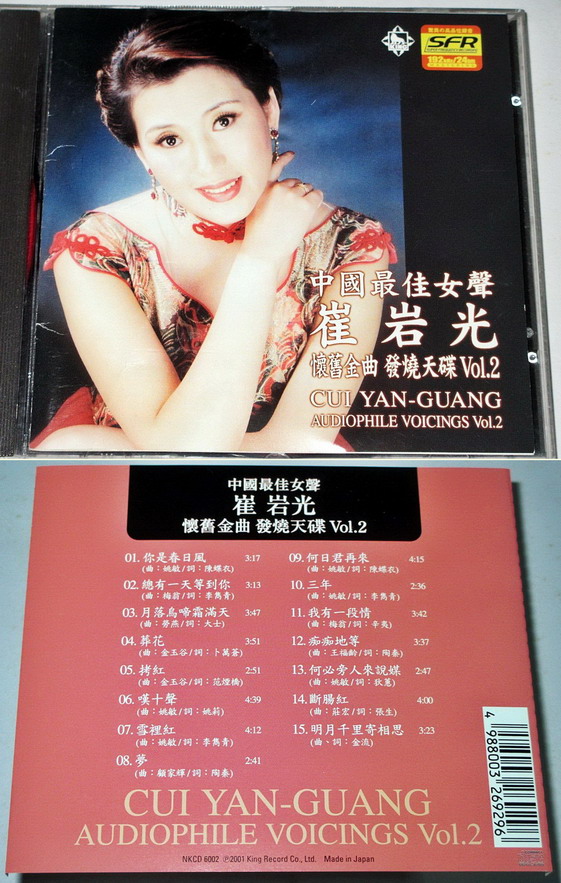 KING
SFR
192KHz/24Bit
中國最佳女聲
崔岩光
懷舊金曲 發燒天碟 Vol.2
CUI YAN-GUANG
AUDIOPHILE VOICINGS Vol.2
中國最佳女聲
崔 岩光
懷舊金曲 發燒天碟 Vol.2
01. 你是春日風 3:17
(曲：姚敏/詞：陳蝶衣)
02. 總有一天等到你 3:13
(曲：梅翁/詞：李雋青)
03. 月落烏啼霜滿天 3:47
(曲：勞燕/詞：大士)
04. 葬花 3:51
(曲：金玉谷/詞：卜萬蒼)
05. 拷紅 2:51
(曲：金玉谷/詞：范煙橋)
06. 嘆十聲 4:39
(曲：姚敏/詞：姚莉)
07. 雪裡紅 4:12
(曲：姚敏/詞：李雋青)
08. 夢 2:41
(曲：顧家輝/詞：陶秦)
09. 何日君再來 4:15
(曲：姚敏/詞：陳蝶衣)
10. 三年 2:36
(曲：姚敏/詞：李雋青)
11. 我有一段情 3:42
(曲：梅翁/詞：辛夷)
12. 痴痴地等 3:37
(曲：王福齡/詞：陶秦)
13. 何必旁人來說媒 2:47
(曲：姚敏/詞：狄薏)
14. 斷腸紅 4:00
(曲：莊宏/詞：張生)
15. 明月千里寄相思 3:23
(曲、詞：金流)
4 988003 269296
CUI YAN-GUANG
AUDIOPHILE VOICINGS Vol.2
NKCD 6002 ℗2001 King Record Co., Ltd. Made in Japan